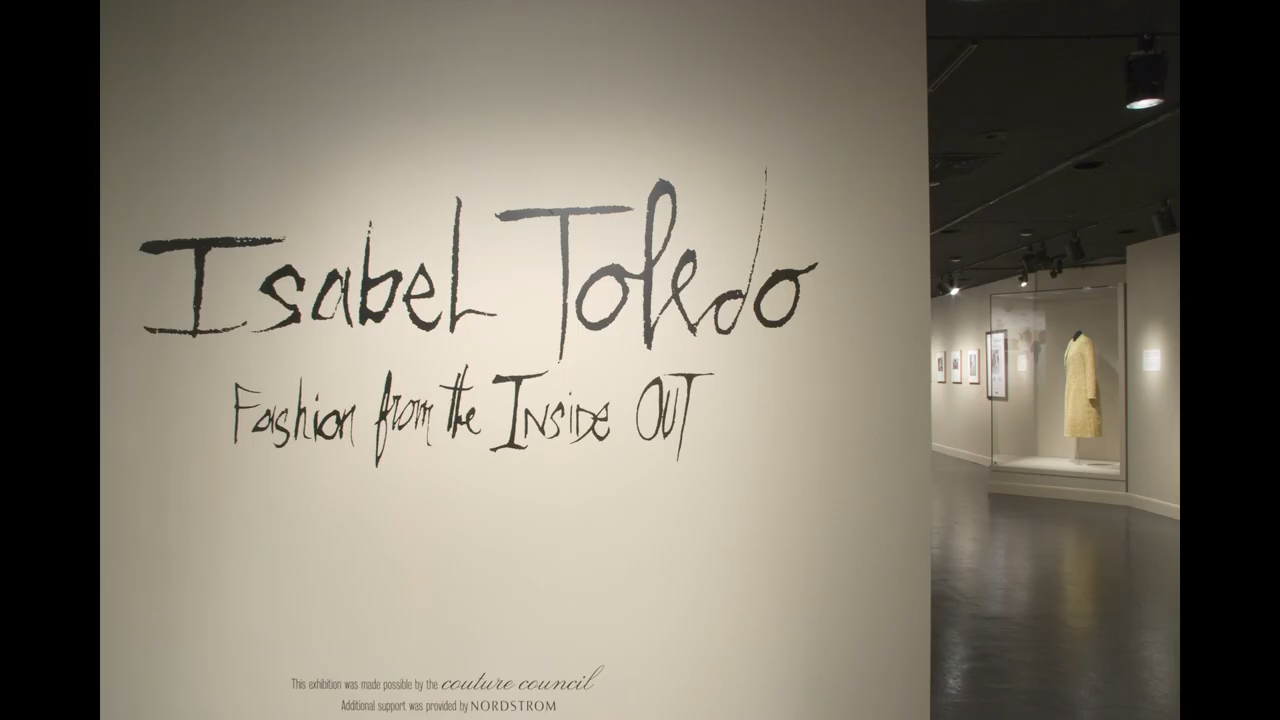 Isabel Toledo
Fashion from the Inside OUT
This exhibition was made possible by the couture council
Additional support was provided by NORDSTROM